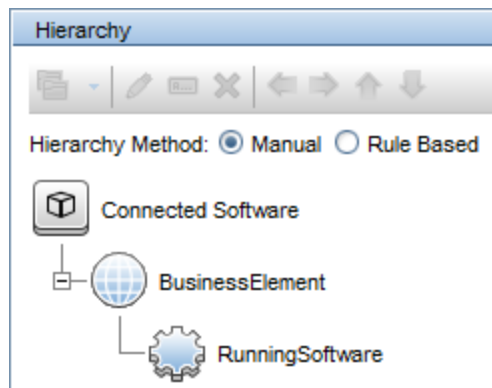 Hierarchy
R...
Hierarchy Method: Manual Rule Based
Connected Software
BusinessElement
RunningSoftware